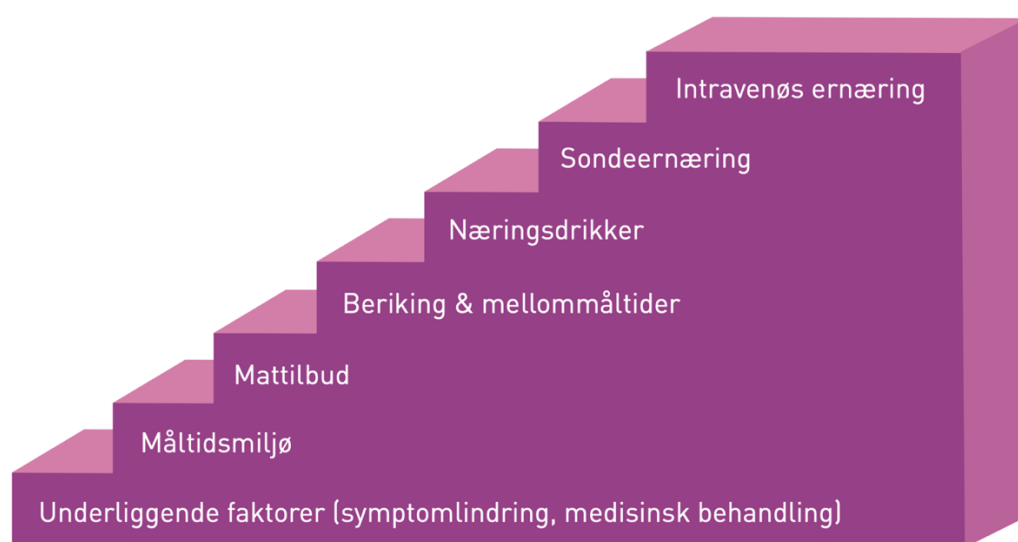 Intravenøs ernæring
Sondeernæring
Næringsdrikker
Beriking & mellommåltider
Mattilbud
Måltidsmiljø
Underliggende faktorer (symptomlindring, medisinsk behandling)